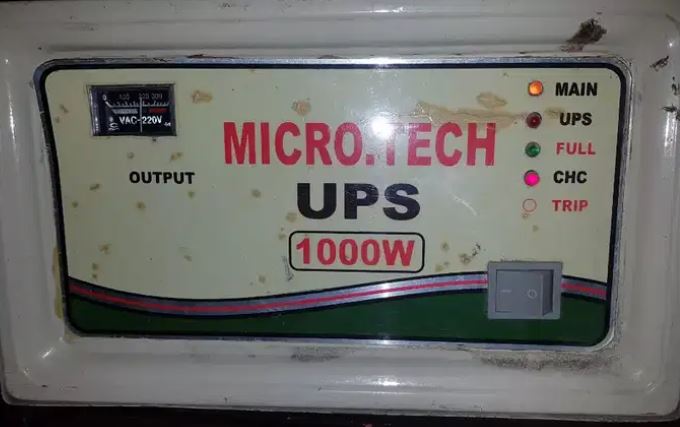 VAC~220V
OUTPUT
MICRO.TECH
UPS
1000W
MAIN
UPS
FULL
CHC
TRIP